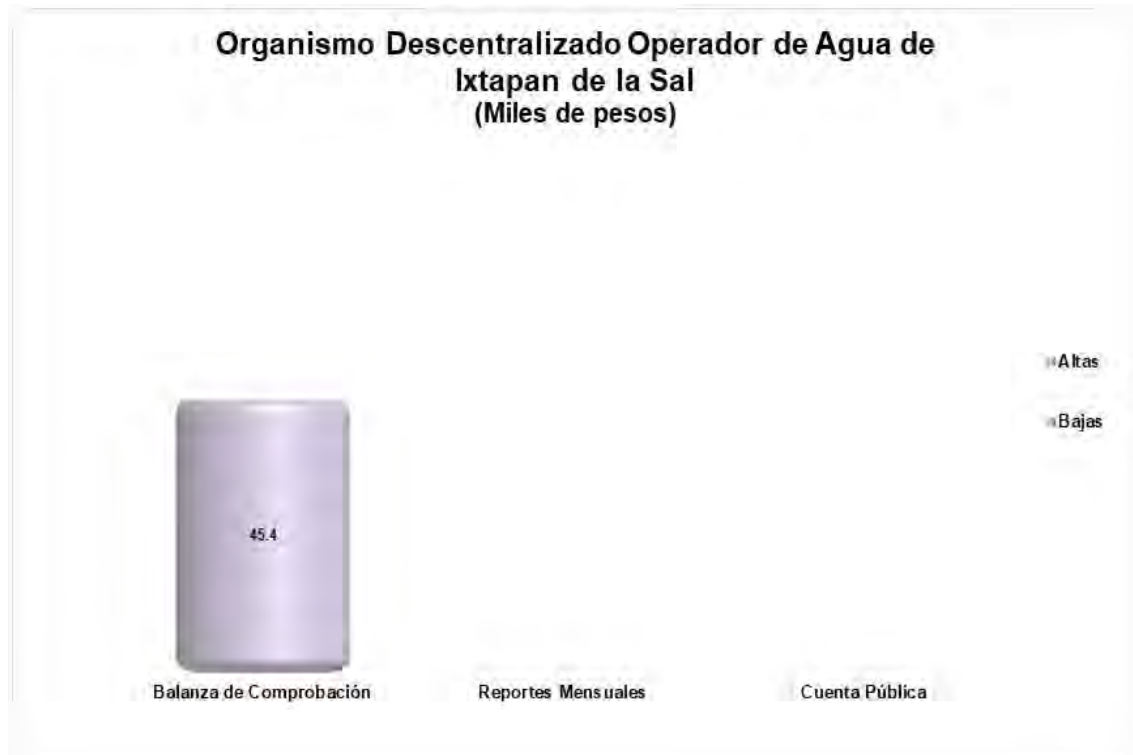 Organismo Descentralizado Operador de Agua de
Ixtapan de la Sal
(Miles de pesos)
Altas
Bajas
45.4
Balanza de Comprobación
Reportes Mensuales
Cuenta Pública